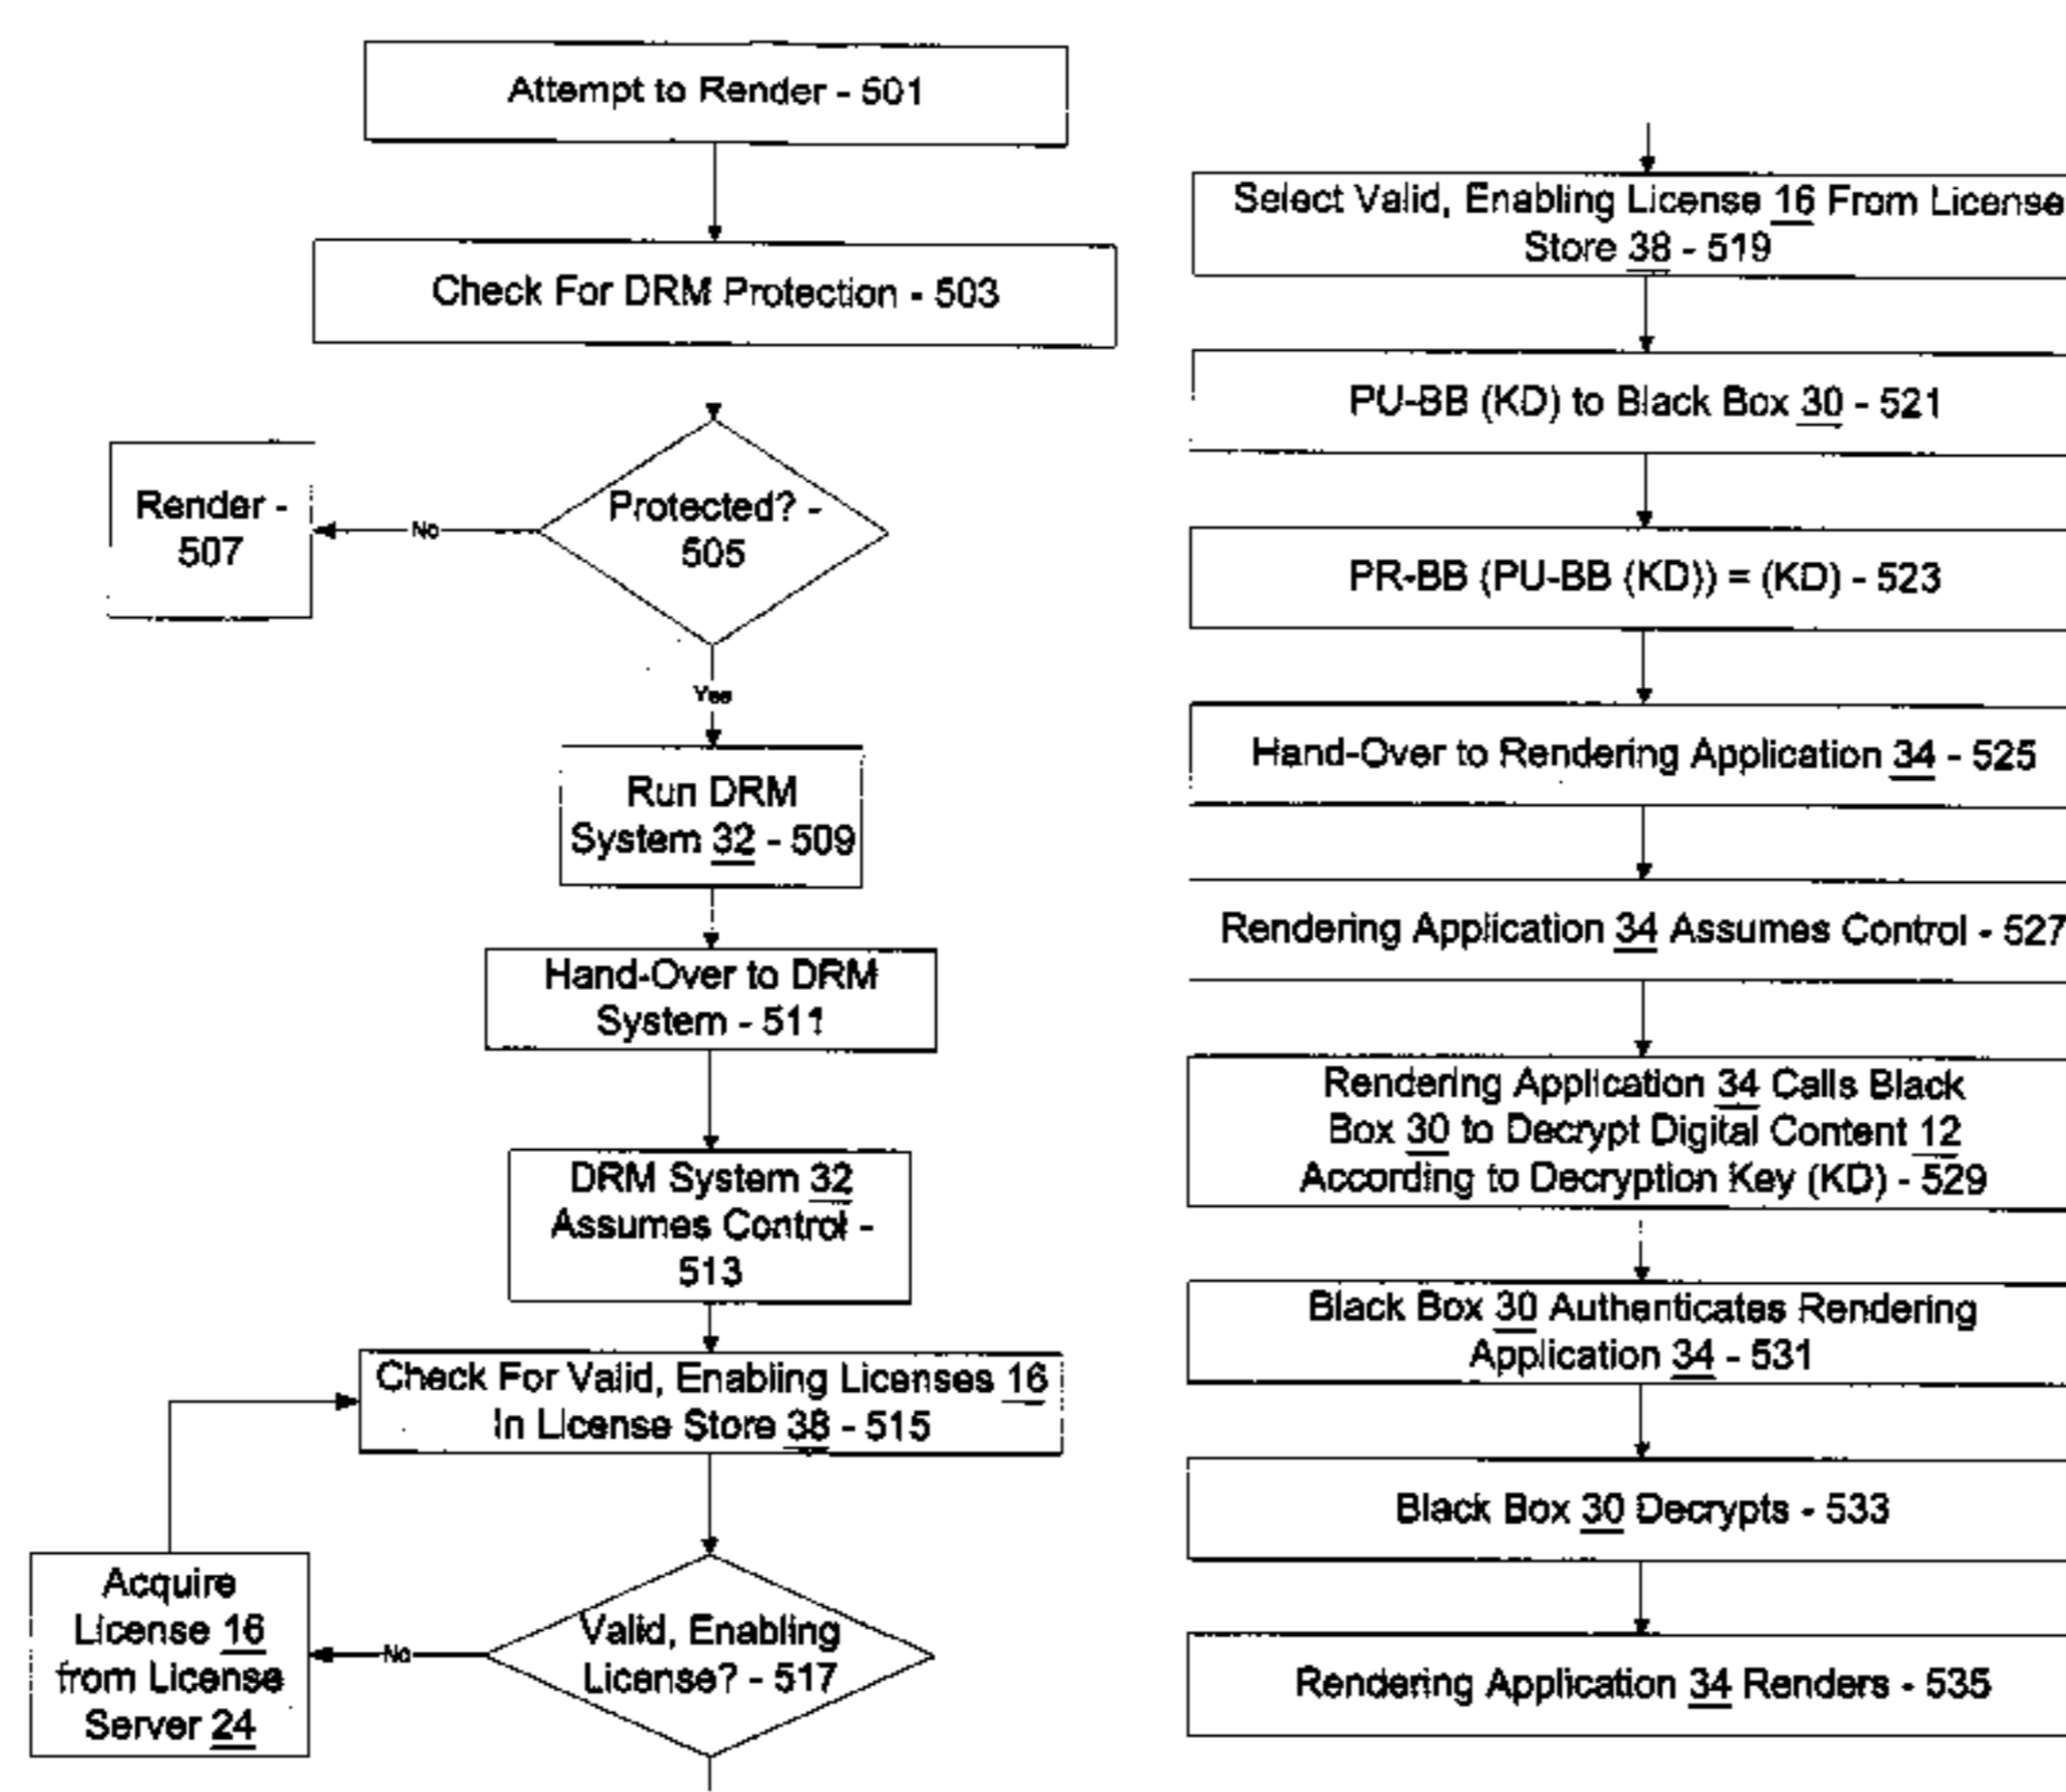 Attempt to Render - 501
Check For DRM Protection - 503
Protected? -
505
No
Render -
507
Yes
Run DRM
System 32 - 509
Hand-Over to DRM
System - 511
DRM System 32
Assumes Control -
513
Check For Valid, Enabling Licenses 16
In License Store 38 - 515
Valid, Enabling
License? - 517
No
Acquire
License 16
from License
Server 24
Select Valid, Enabling License 16 From License
Store 38 - 519
PU-BB (KD) to Black Box 30 - 521
PR-BB (PU-BB (KD)) = (KD) - 523
Hand-Over to Rendering Application 34 - 525
Rendering Application 34 Assumes Control - 527
Rendering Application 34 Calls Black
Box 30 to Decrypt Digital Content 12
According to Decryption Key (KD) - 529
Black Box 30 Authenticates Rendering
Application 34 - 531
Black Box 30 Decrypts - 533
Rendering Application 34 Renders - 535